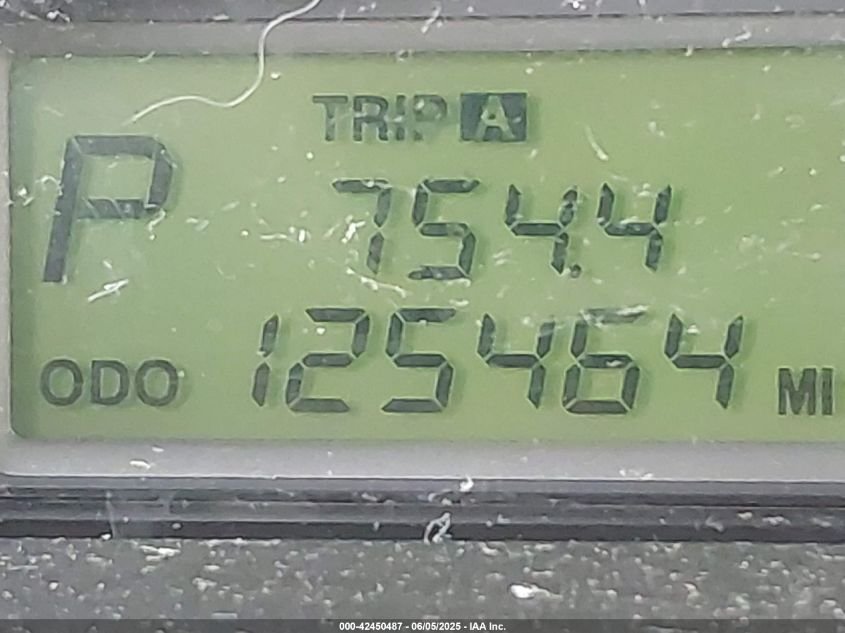 TRIP A
P
754.4
ODO 125464 MI
000-42450487 - 06/05/2025 - IAA Inc.